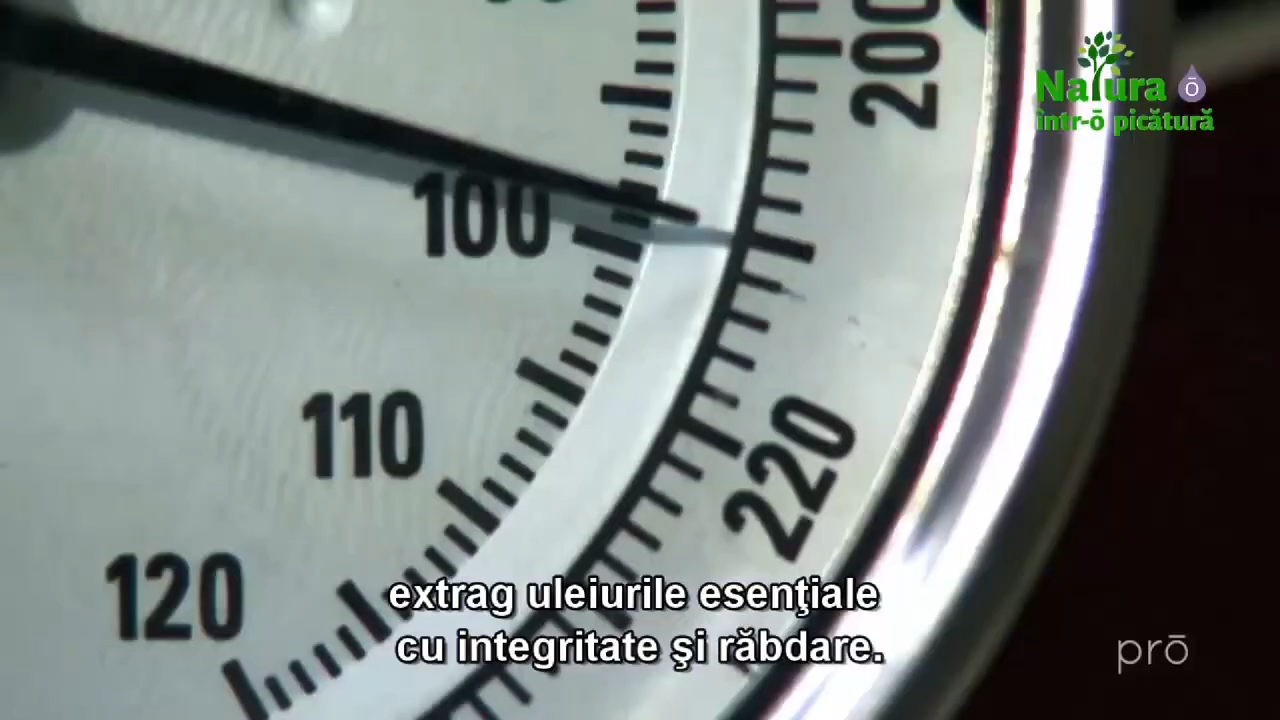 200
Natura ō
într-ō picătură
100
110
220
120
extrag uleiurile esenţiale
cu integritate şi răbdare.
prō